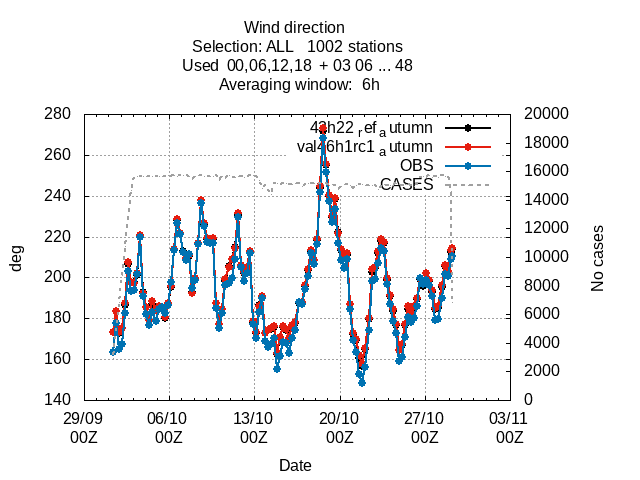 Wind direction
Selection: ALL 1002 stations
Used 00,06,12,18 + 03 06 ... 48
Averaging window: 6h
280
260
240
220
200
180
160
140
deg
20000
18000
16000
14000
12000
10000
8000
6000
4000
2000
0
No cases
43h22refautumn
val46h1rc1autumn
OBS
CASES
29/09 06/10 13/10 20/10 27/10 03/11
00Z 00Z 00Z 00Z 00Z 00Z
Date